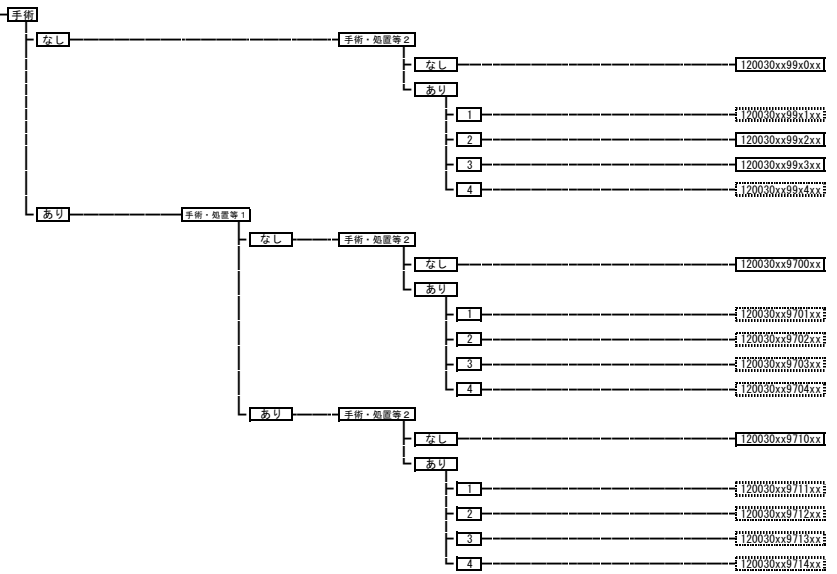 手術
なし 手術・処置等2
なし 120030xx99x0xx
あり
1 120030xx99x1xx
2 120030xx99x2xx
3 120030xx99x3xx
4 120030xx99x4xx
あり 手術・処置等1
なし 手術・処置等2
なし 120030xx9700xx
あり
1 120030xx9701xx
2 120030xx9702xx
3 120030xx9703xx
4 120030xx9704xx
あり 手術・処置等2
なし 120030xx9710xx
あり
1 120030xx9711xx
2 120030xx9712xx
3 120030xx9713xx
4 120030xx9714xx